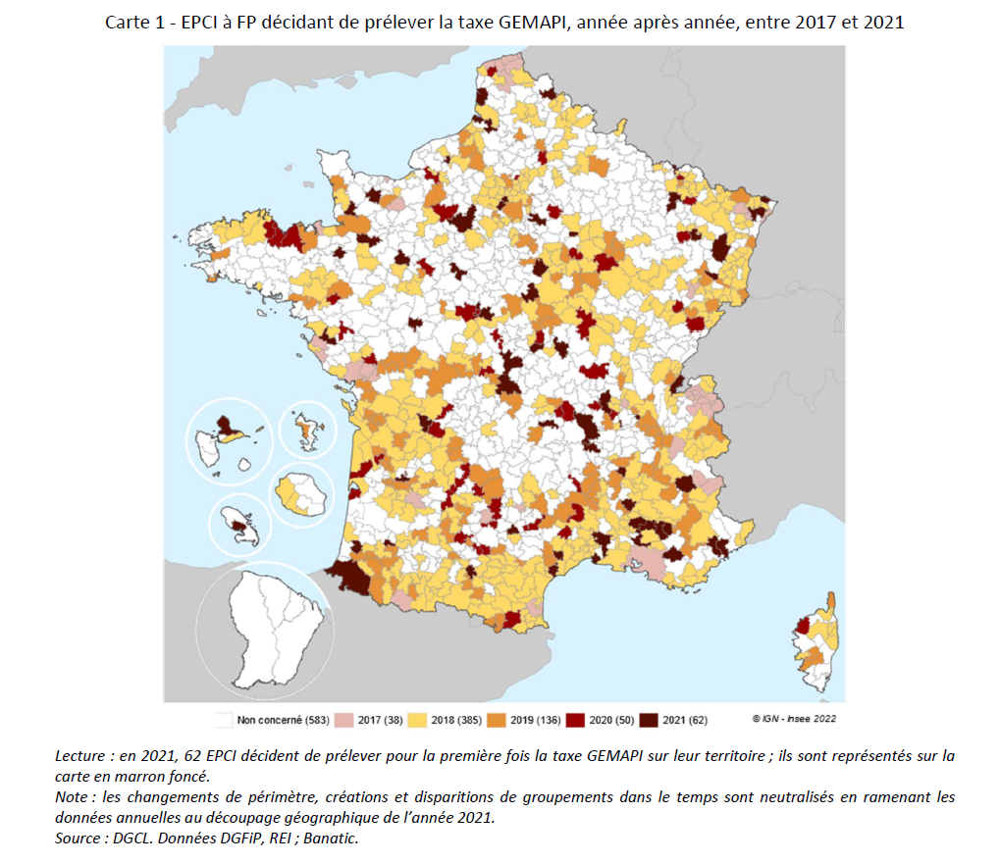 Carte 1 - EPCI à FP décidant de prélever la taxe GEMAPI, année après année, entre 2017 et 2021
Non concerné (583) 2017 (38) 2018 (385) 2019 (136) 2020 (50) 2021 (62) © IGN - Insee 2022
Lecture : en 2021, 62 EPCI décident de prélever pour la première fois la taxe GEMAPI sur leur territoire ; ils sont représentés sur la
carte en marron foncé.
Note : les changements de périmètre, créations et disparitions de groupements dans le temps sont neutralisés en ramenant les
données annuelles au découpage géographique de l’année 2021.
Source : DGCL. Données DGFiP, REI ; Banatic.